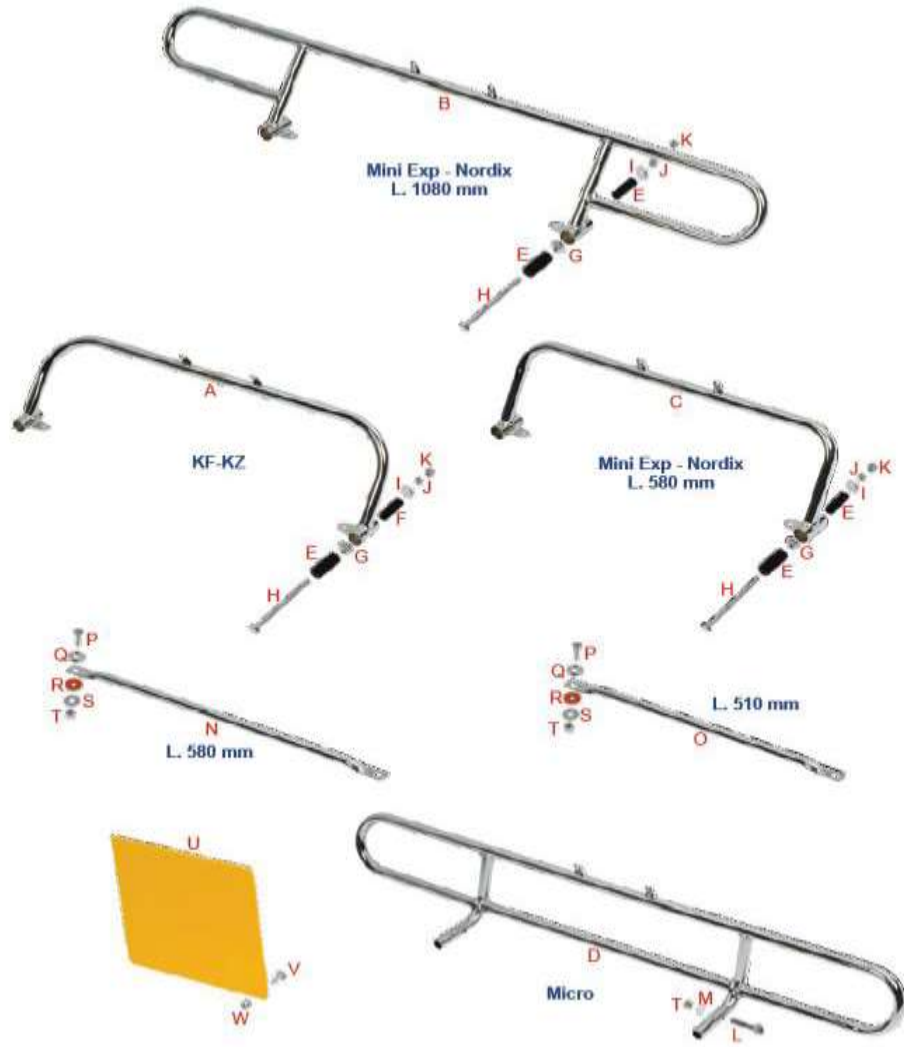 B
K
Mini Exp - Nordix
L. 1080 mm
I
J
E
E
G
H
A
C
KF-KZ
Mini Exp - Nordix
L. 580 mm
K
I
J
F
E
G
H
J
K
I
E
G
E
H
P
Q
R
S
T
N
L. 580 mm
P
Q
R
S
T
L. 510 mm
O
U
V
W
D
Micro
T
M
L